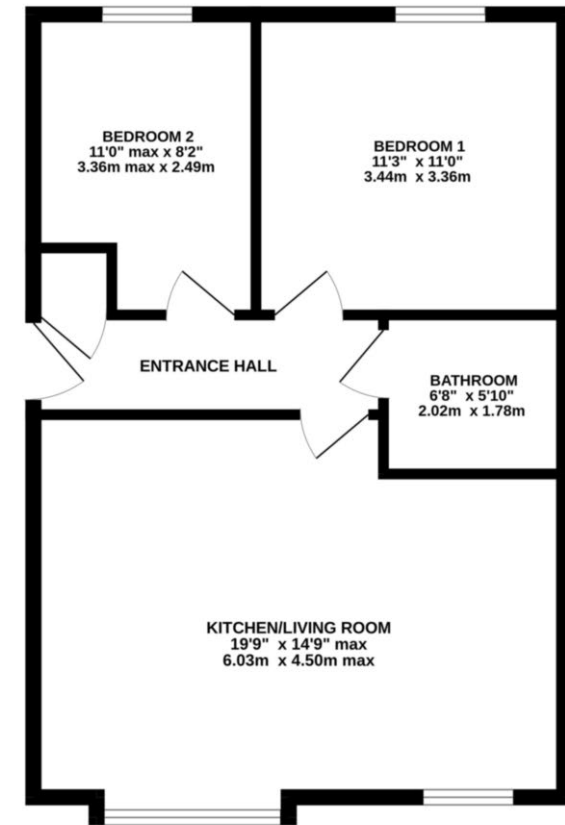 BEDROOM 2
11'0" max x 8'2"
3.36m max x 2.49m
BEDROOM 1
11'3" x 11'0"
3.44m x 3.36m
ENTRANCE HALL
BATHROOM
6'8" x 5'10"
2.02m x 1.78m
KITCHEN/LIVING ROOM
19'9" x 14'9" max
6.03m x 4.50m max